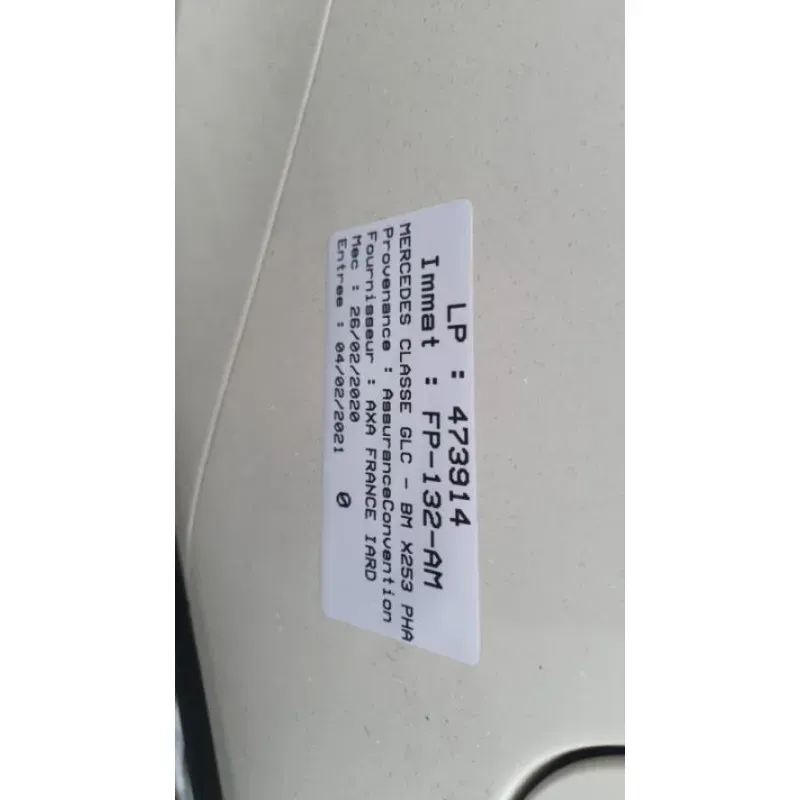 LP : 473914
Immat : FP-132-AM
MERCEDES CLASSE GLC - BM X253 PHA
Provenance : AssuranceConvention
Fournisseur : AXA FRANCE IARD
Mec : 26/02/2020
Entree : 04/02/2021 0